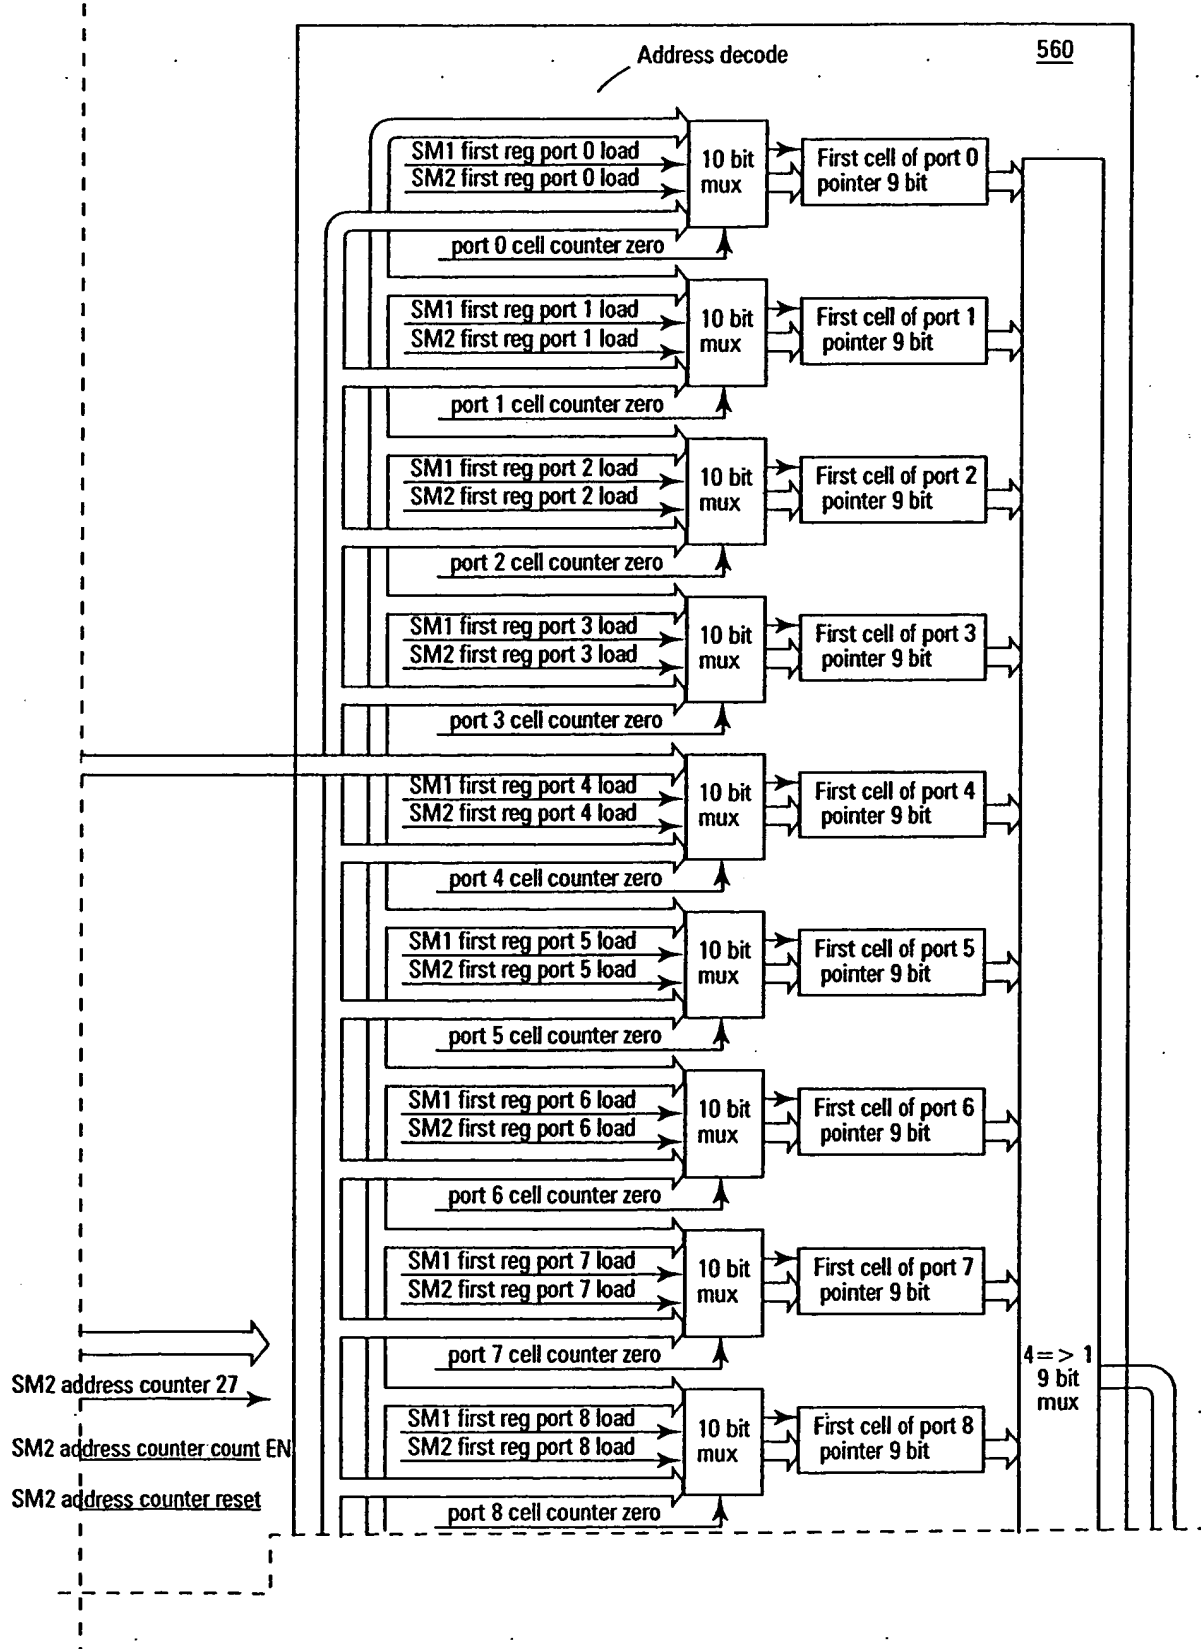 Address decode
560
SM1 first reg port 0 load
SM2 first reg port 0 load
port 0 cell counter zero
10 bit
mux
First cell of port 0
pointer 9 bit
SM1 first reg port 1 load
SM2 first reg port 1 load
port 1 cell counter zero
10 bit
mux
First cell of port 1
pointer 9 bit
SM1 first reg port 2 load
SM2 first reg port 2 load
port 2 cell counter zero
10 bit
mux
First cell of port 2
pointer 9 bit
SM1 first reg port 3 load
SM2 first reg port 3 load
port 3 cell counter zero
10 bit
mux
First cell of port 3
pointer 9 bit
SM1 first reg port 4 load
SM2 first reg port 4 load
port 4 cell counter zero
10 bit
mux
First cell of port 4
pointer 9 bit
SM1 first reg port 5 load
SM2 first reg port 5 load
port 5 cell counter zero
10 bit
mux
First cell of port 5
pointer 9 bit
SM1 first reg port 6 load
SM2 first reg port 6 load
port 6 cell counter zero
10 bit
mux
First cell of port 6
pointer 9 bit
SM1 first reg port 7 load
SM2 first reg port 7 load
port 7 cell counter zero
10 bit
mux
First cell of port 7
pointer 9 bit
SM1 first reg port 8 load
SM2 first reg port 8 load
port 8 cell counter zero
10 bit
mux
First cell of port 8
pointer 9 bit
4=> 1
9 bit
mux
SM2 address counter 27
SM2 address counter count EN
SM2 address counter reset